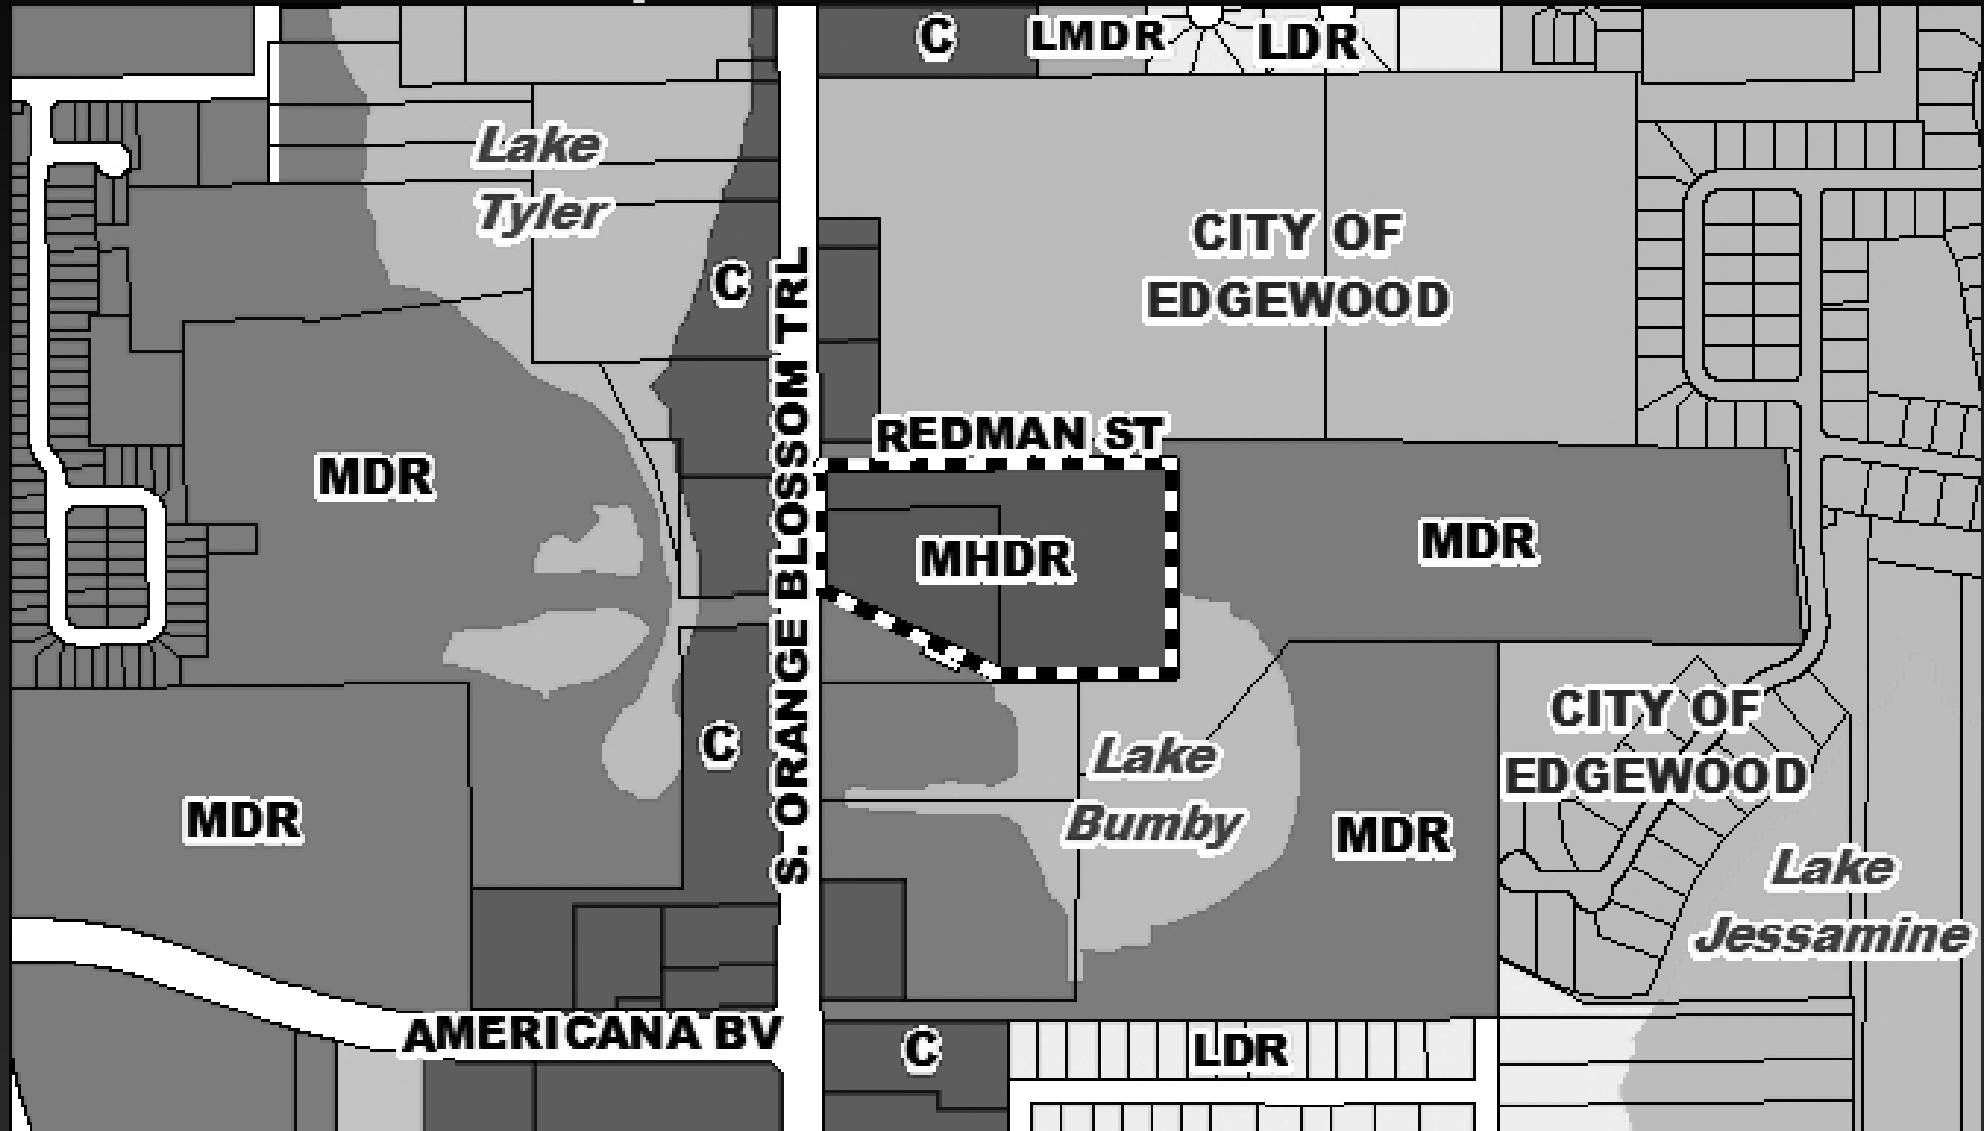 C
LMDR
LDR
Lake
Tyler
CITY OF
EDGEWOOD
C
S. ORANGE BLOSSOM TRL
REDMAN ST
MDR
MHDR
MDR
CITY OF
EDGEWOOD
C
Lake
Bumby
MDR
MDR
Lake
Jessamine
AMERICANA BV
C
LDR